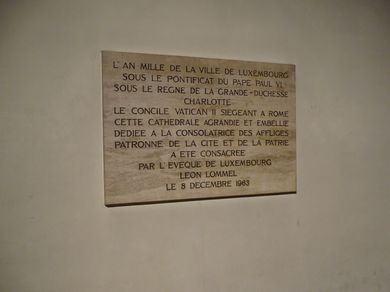 L'AN MILLE DE LA VILLE DE LUXEMBOURG
SOUS LE PONTIFICAT DU PAPE PAUL VI
SOUS LE REGNE DE LA GRANDE-DUCHESSE
CHARLOTTE
LE CONCILE VATICAN II SIEGEANT A ROME
CETTE CATHEDRALE AGRANDIE ET EMBELLIE
DEDIEE A LA CONSOLATRICE DES AFFLIGES
PATRONNE DE LA CITE ET DE LA PATRIE
A ETE CONSACREE
PAR L'EVEQUE DE LUXEMBOURG
LEON LOMMEL
LE 8 DECEMBRE 1963